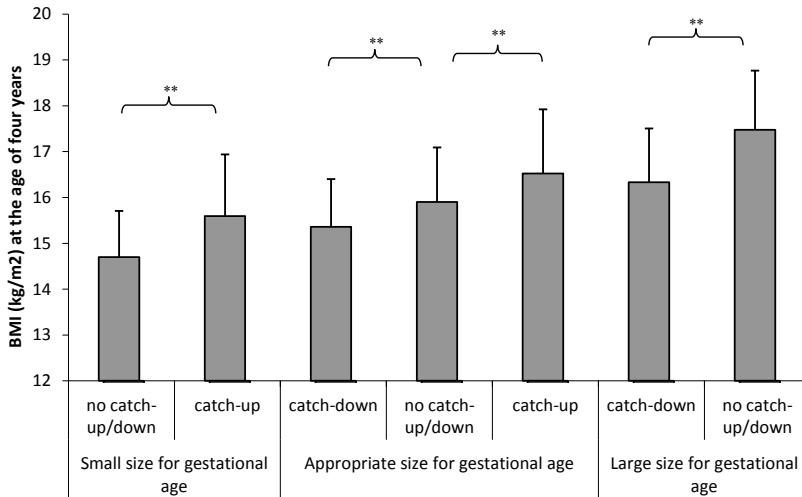 20
19
18
17
16
15
14
13
12
BMI (kg/m2) at the age of four years
**
**
**
**
no catch-
up/down
catch-up
catch-down
no catch-
up/down
catch-up
catch-down
no catch-
up/down
Small size for gestational
age
Appropriate size for gestational age
Large size for gestational
age